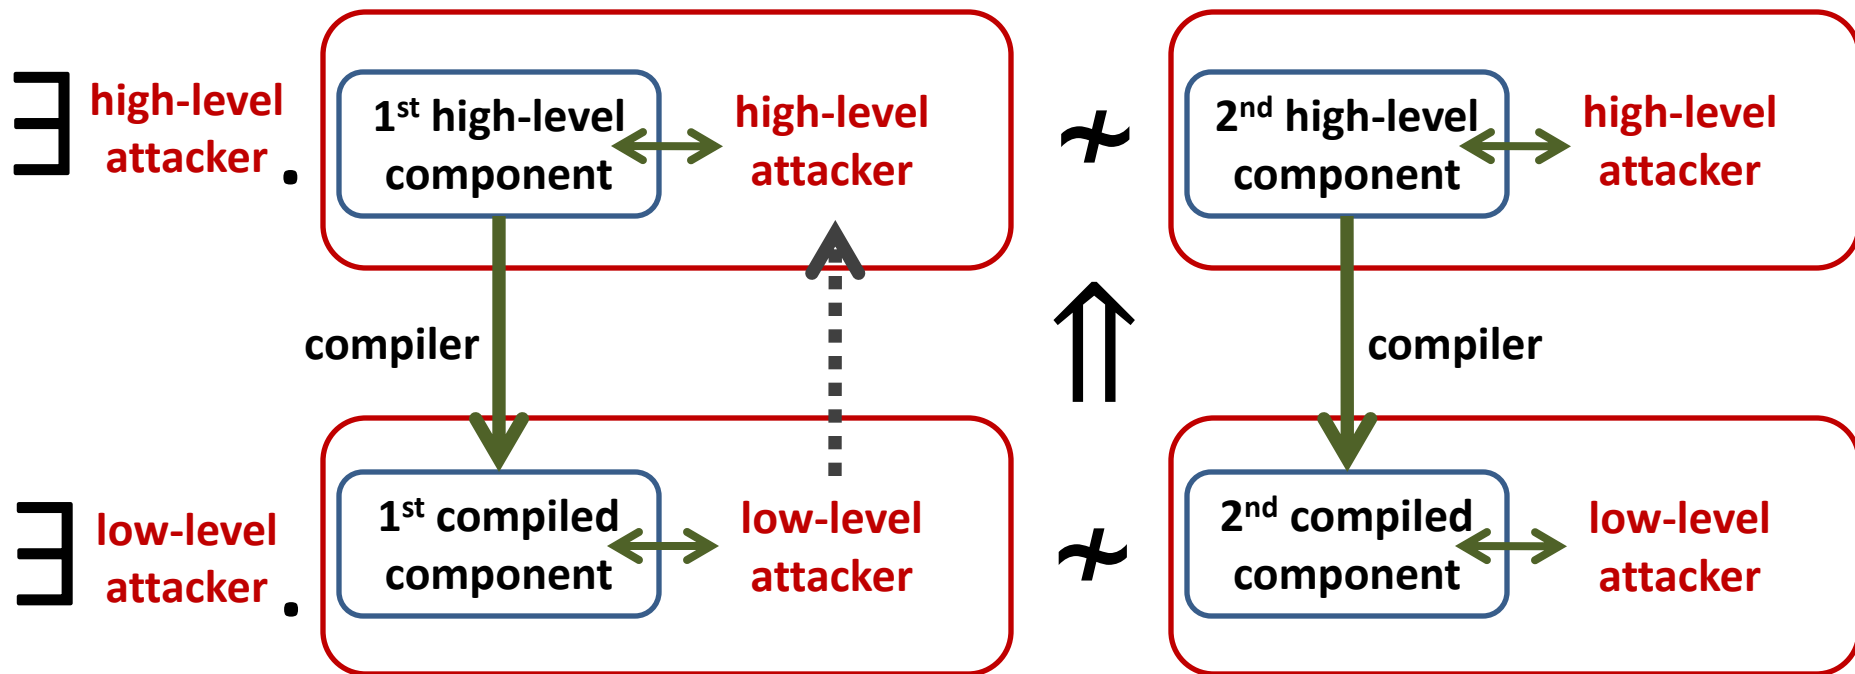 ∃ high-level attacker .
1st high-level component
high-level attacker
≁
2nd high-level component
high-level attacker
compiler
⇑
compiler
∃ low-level attacker .
1st compiled component
low-level attacker
≁
2nd compiled component
low-level attacker